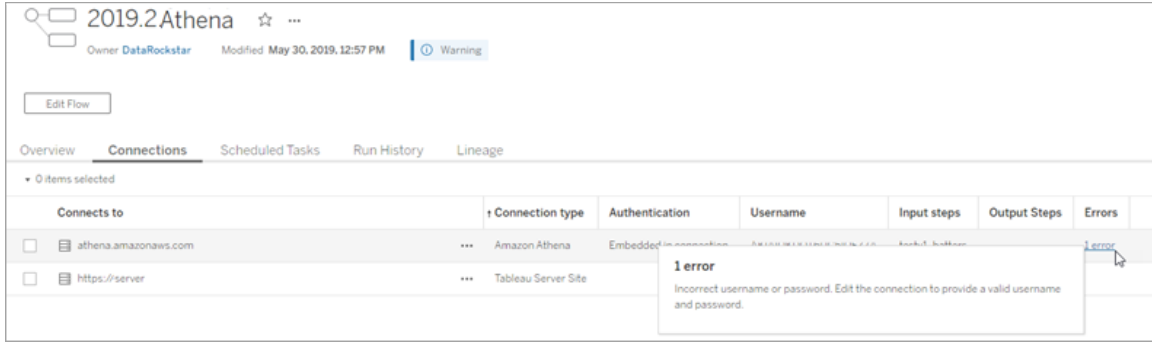 2019.2Athena
Owner DataRockstar Modified May 30, 2019, 12:57 PM Warning
Edit Flow
Overview Connections Scheduled Tasks Run History Lineage
0 items selected
Connects to ↑ Connection type Authentication Username Input steps Output Steps Errors
athena.amazonaws.com ... Amazon Athena Embedded in connection 1 error
https://server ... Tableau Server Site
1 error
Incorrect username or password. Edit the connection to provide a valid username
and password.